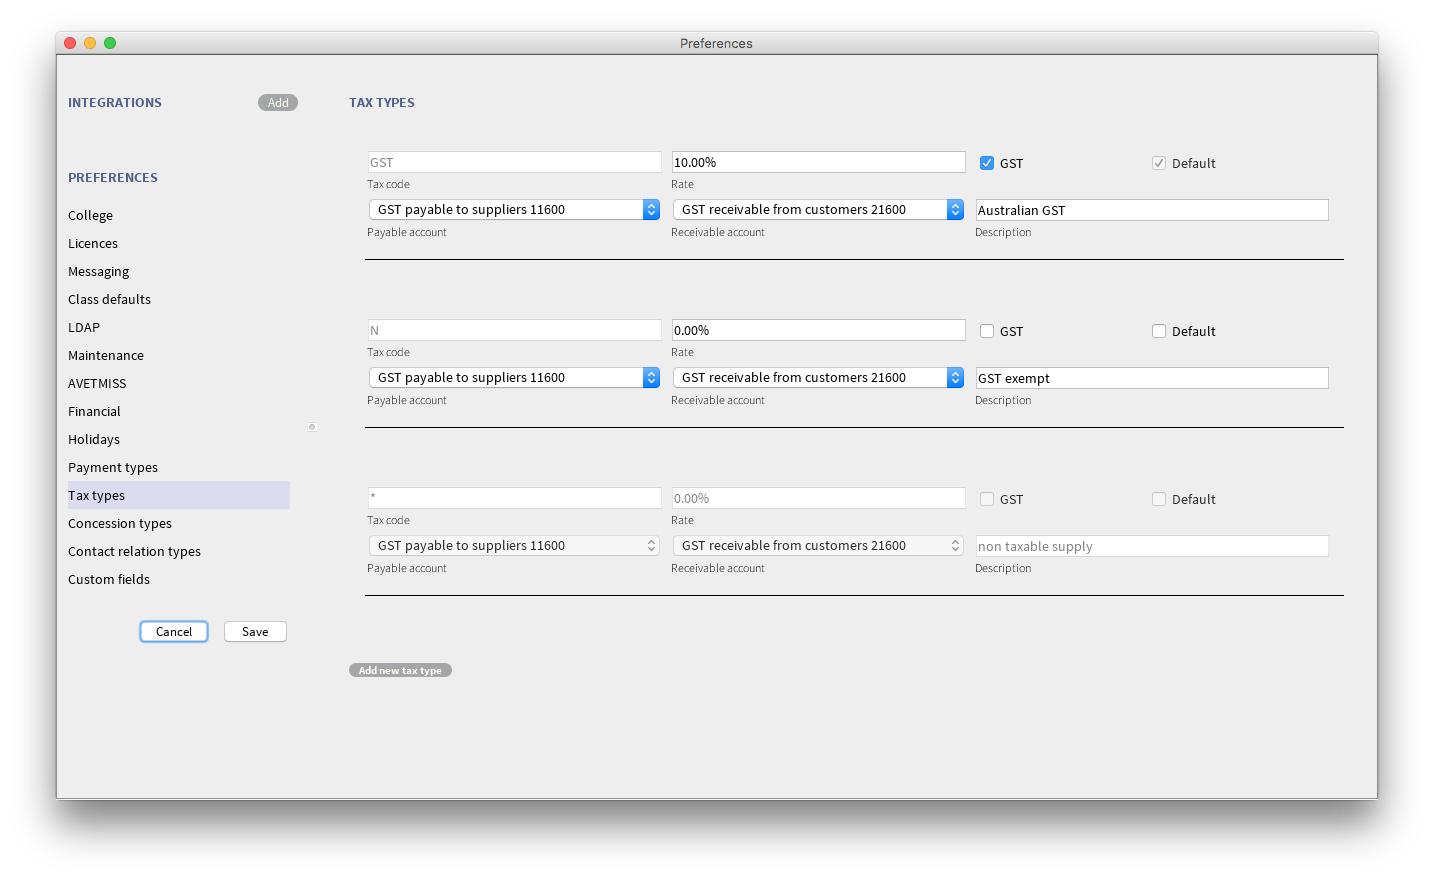 Preferences
INTEGRATIONS Add
PREFERENCES
College
Licences
Messaging
Class defaults
LDAP
Maintenance
AVETMISS
Financial
Holidays
Payment types
Tax types
Concession types
Contact relation types
Custom fields
Cancel Save
TAX TYPES
GST 10.00% GST Default
Tax code Rate
GST payable to suppliers 11600 GST receivable from customers 21600 Australian GST
Payable account Receivable account Description
N 0.00% GST Default
Tax code Rate
GST payable to suppliers 11600 GST receivable from customers 21600 GST exempt
Payable account Receivable account Description
* 0.00% GST Default
Tax code Rate
GST payable to suppliers 11600 GST receivable from customers 21600 non taxable supply
Payable account Receivable account Description
Add new tax type